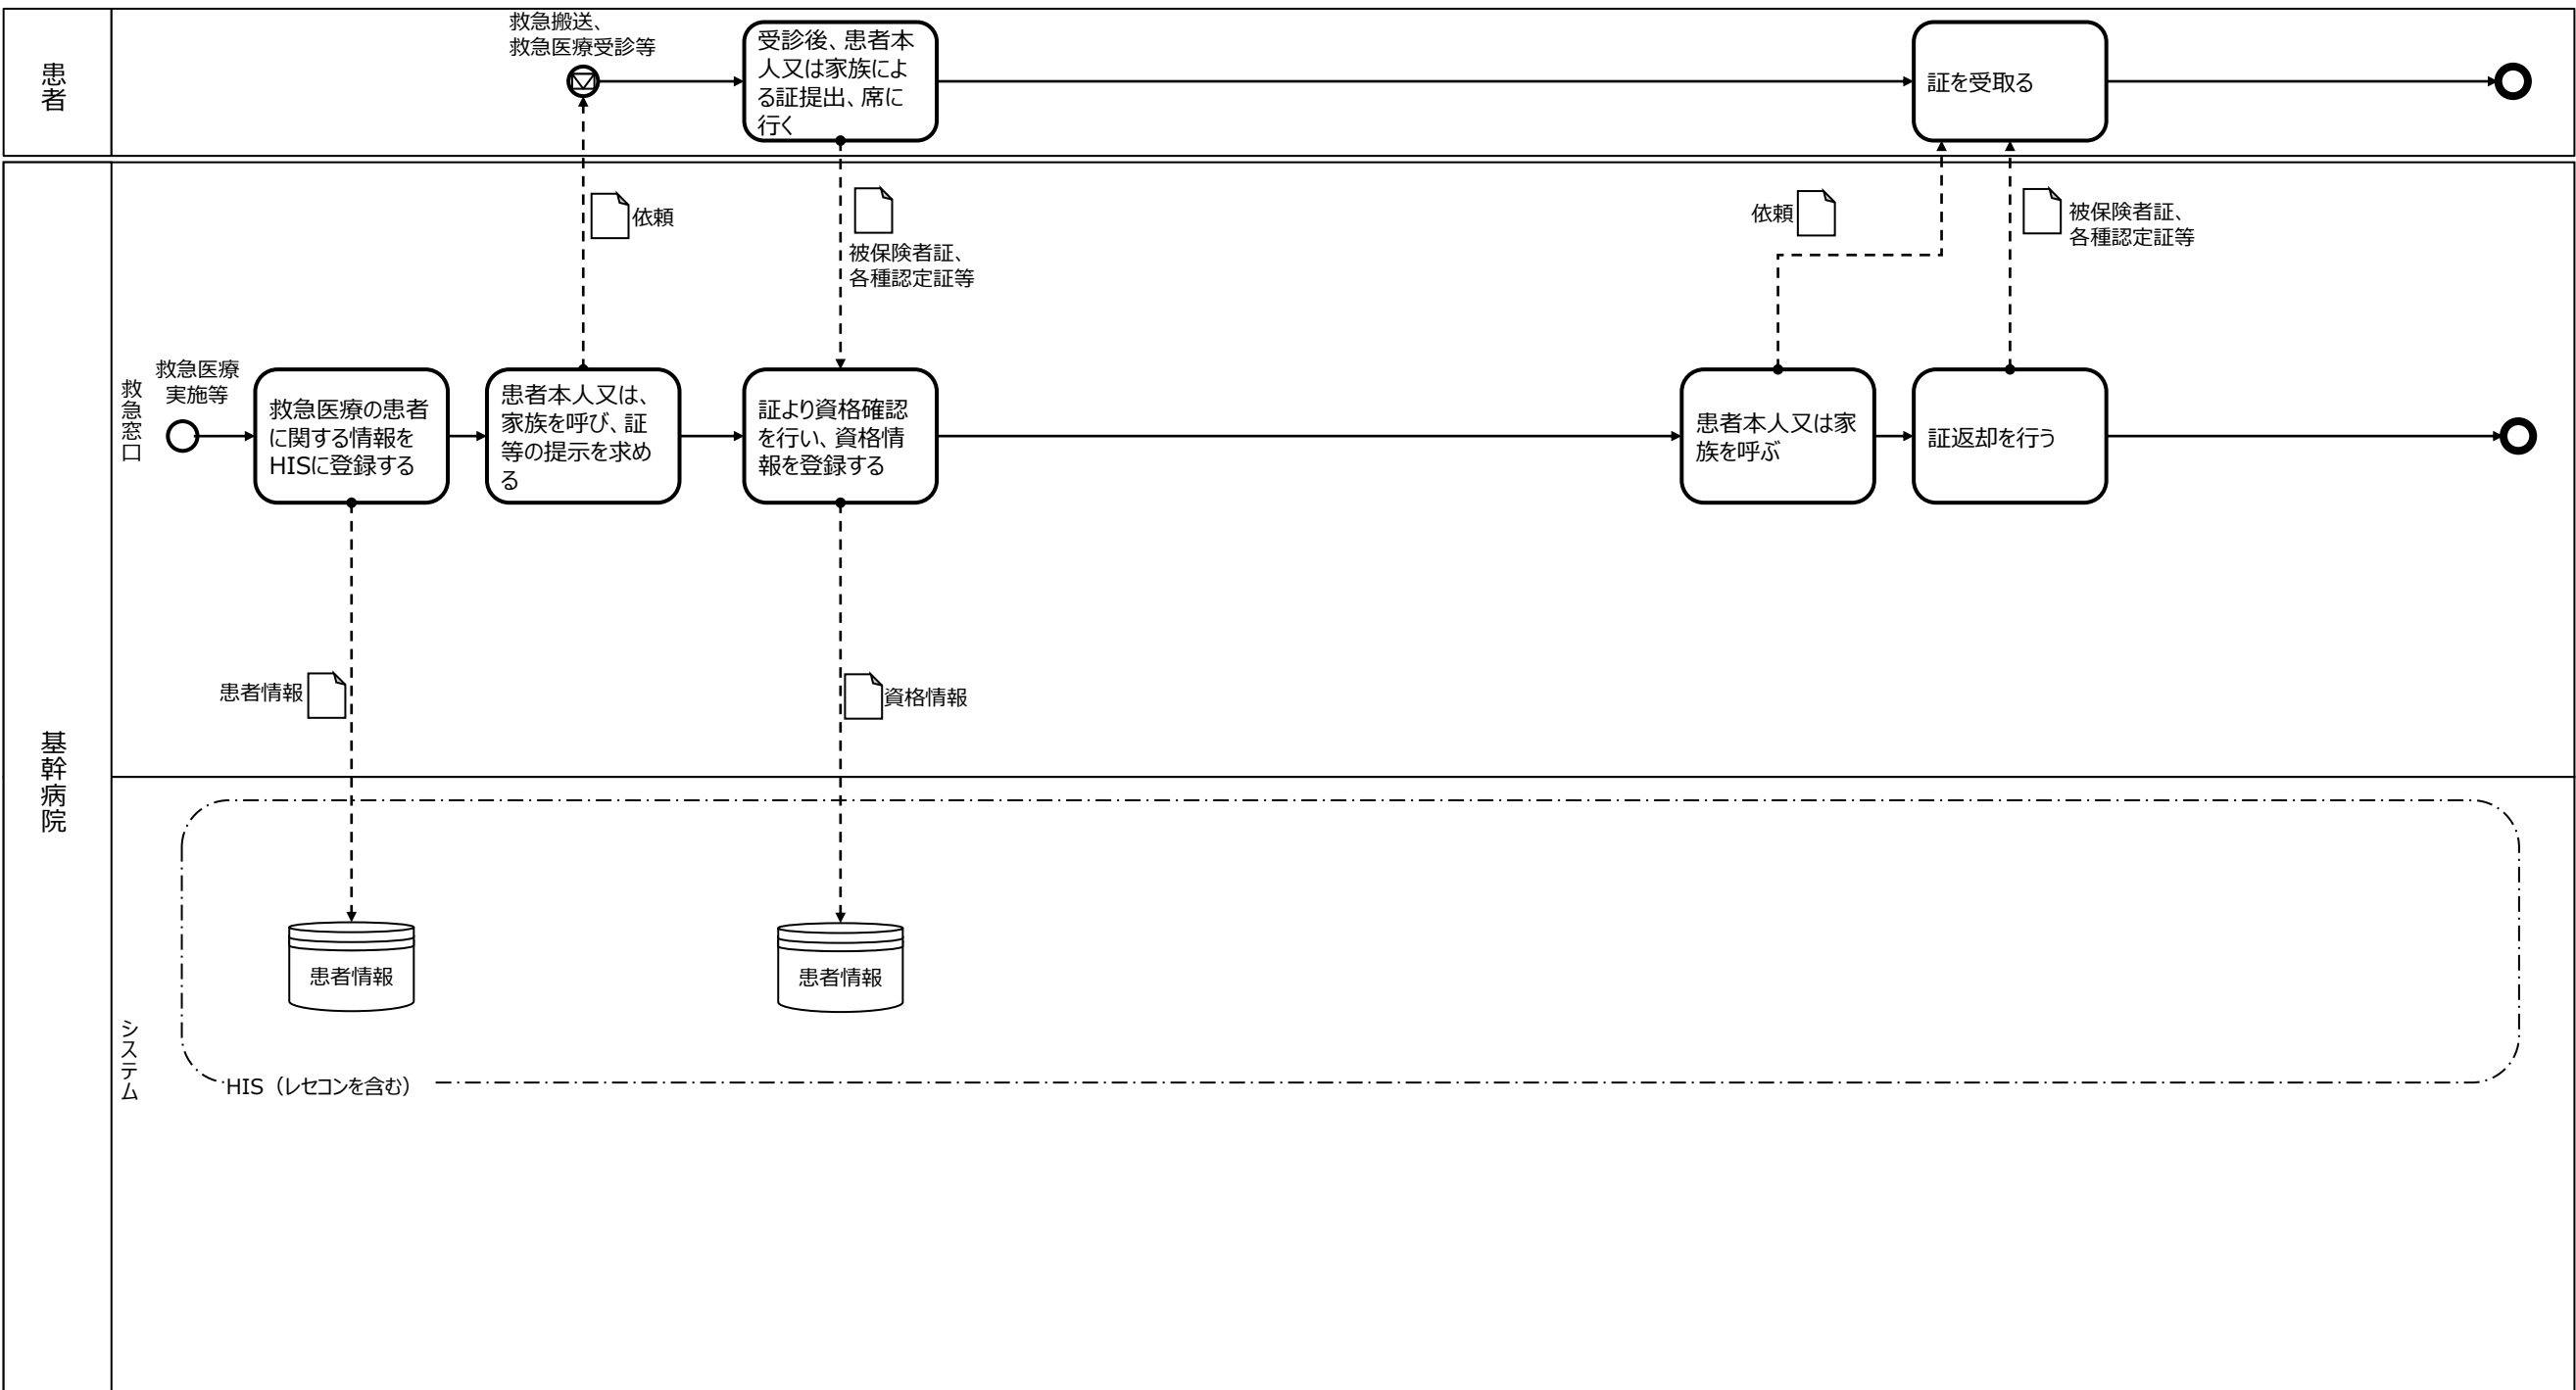 患者
救急搬送、
救急医療受診等
受診後、患者本
人又は家族によ
る証提出、席に
行く
証を受取る
基幹病院
救急窓口
依頼
被保険者証、
各種認定証等
依頼
被保険者証、
各種認定証等
救急医療
実施等
救急医療の患者
に関する情報を
HISに登録する
患者本人又は、
家族を呼び、証
等の提示を求め
る
証より資格確認
を行い、資格情
報を登録する
患者本人又は家
族を呼ぶ
証返却を行う
患者情報
資格情報
システム
患者情報
患者情報
HIS（レセコンを含む）